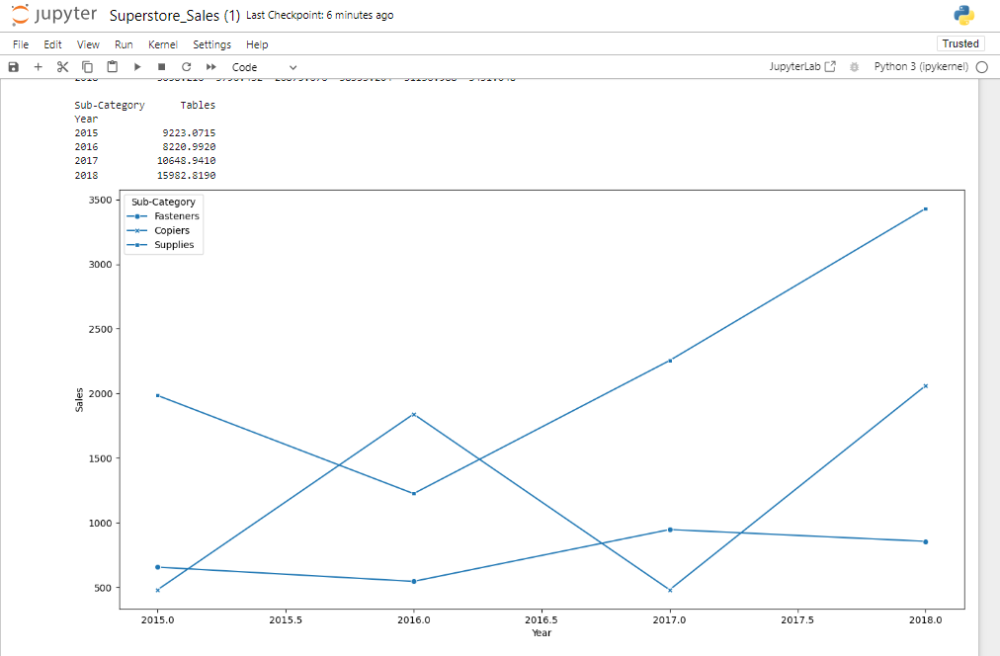 jupyter Superstore_Sales (1) Last Checkpoint: 6 minutes ago
File Edit View Run Kernel Settings Help Trusted
Code JupyterLab Python 3 (ipykernel)
Sub-Category Tables
Year
2015 9223.0715
2016 8220.9920
2017 10648.9410
2018 15982.8190
Sub-Category
Fasteners
Copiers
Supplies
3500
3000
2500
2000
1500
1000
500
Sales
2015.0 2015.5 2016.0 2016.5 2017.0 2017.5 2018.0
Year